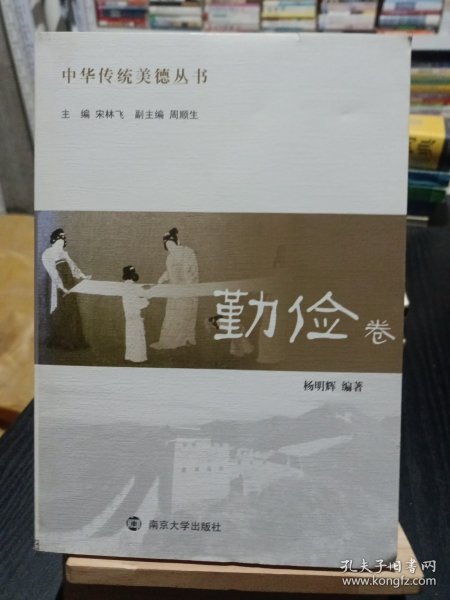 中华传统美德丛书
主 编 宋林飞 副主编 周顺生
勤俭 卷
杨明辉 编著
南京大学出版社
孔夫子旧书网
www.kongfz.com